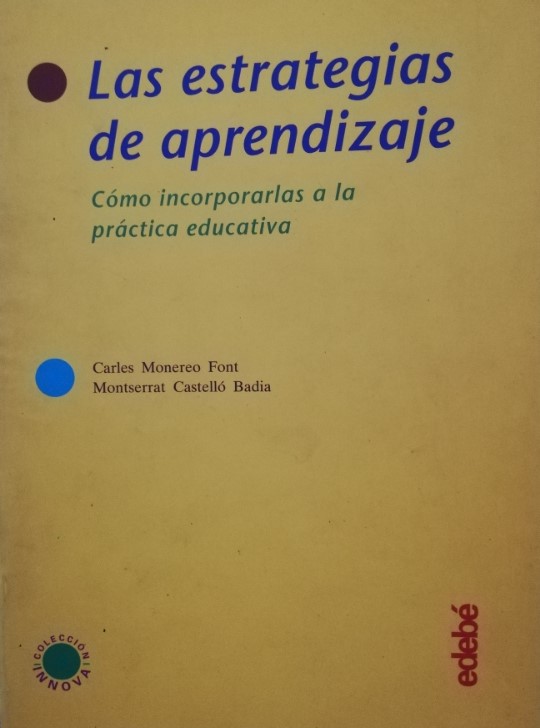 Las estrategias
de aprendizaje
Cómo incorporarlas a la
práctica educativa
Carles Monereo Font
Montserrat Castelló Badia
COLECCIÓN
INNOVA
edebé